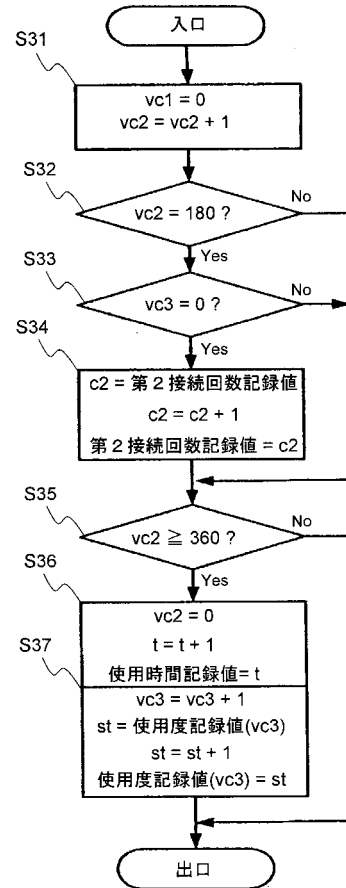 入口
S31
vc1 = 0
vc2 = vc2 + 1
S32
vc2 = 180 ?
No
Yes
S33
vc3 = 0 ?
No
Yes
S34
c2 = 第2接続回数記録値
c2 = c2 + 1
第2接続回数記録値 = c2
S35
vc2 ≧ 360 ?
No
Yes
S36
vc2 = 0
t = t + 1
使用時間記録値= t
S37
vc3 = vc3 + 1
st = 使用度記録値(vc3)
st = st + 1
使用度記録値(vc3) = st
出口